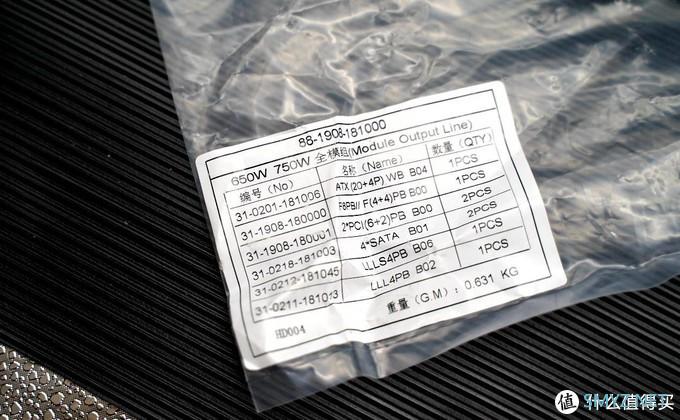 88-1908-181000
650W 750W 全模组(Module Output Line)
编号 (No) 名称 (Name) 数量 (QTY)
31-0201-181006 ATX(20+4P) WB B04 1PCS
31-1908-180000 F8PB// F(4+4)PB B00 1PCS
31-1908-180001 2*PCI(6+2)PB B00 2PCS
31-0218-181003 4*SATA B01 2PCS
31-0212-181045 LLLS4PB B06 1PCS
31-0211-181013 LLL4PB B02 1PCS
HD004 重量 (G.M) : 0.631 KG
值 什么值得买